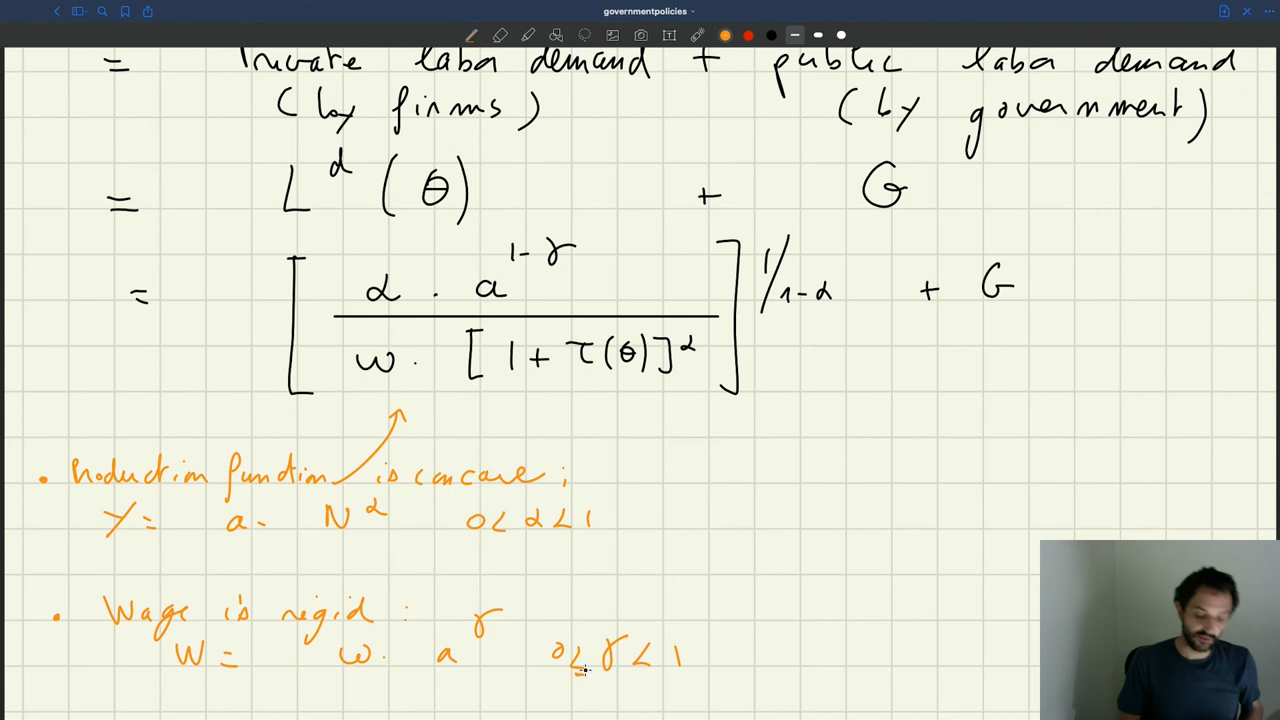 governmentpolicies
= Private labor demand + public labor demand
(by firms) (by government)
= L^d (θ) + G
= [ α · a^{1-γ} / ω · [1 + τ(θ)]^α ]^{1/1-α} + G
• Production function is concave :
Y = a · N^α 0 < α < 1
• Wage is rigid :
W = ω · a^γ 0 ≤ γ < 1